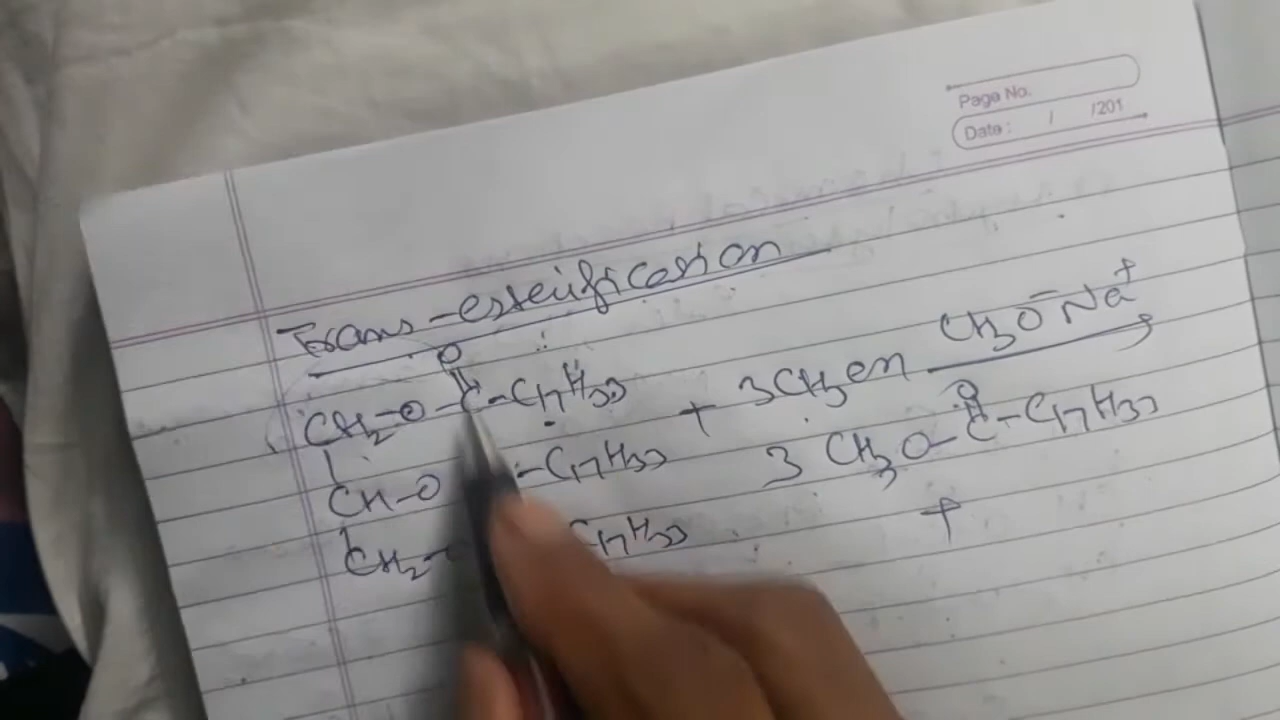 Page No.
Date : / /201
Trans-esterification
O
CH2-O-C-C17H33 + 3CH3OH CH3O⁻Na⁺
O
CH-O -C17H33 3 CH3O-C-C17H33
CH2- C17H33 +